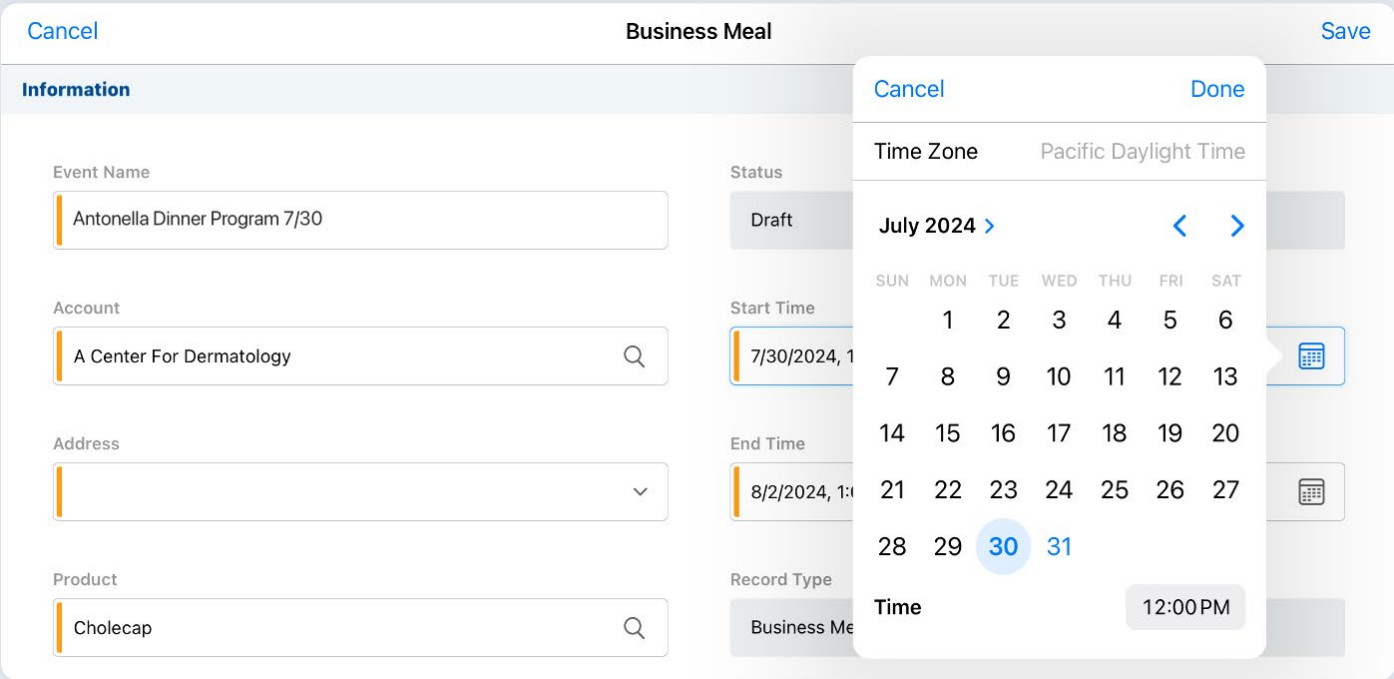 Cancel Business Meal Save
Information
Event Name
Antonella Dinner Program 7/30
Account
A Center For Dermatology
Address
Product
Cholecap
Status
Draft
Start Time
7/30/2024, 1
End Time
8/2/2024, 1:
Record Type
Business Me
Cancel Done
Time Zone Pacific Daylight Time
July 2024
SUN MON TUE WED THU FRI SAT
1 2 3 4 5 6
7 8 9 10 11 12 13
14 15 16 17 18 19 20
21 22 23 24 25 26 27
28 29 30 31
Time 12:00 PM